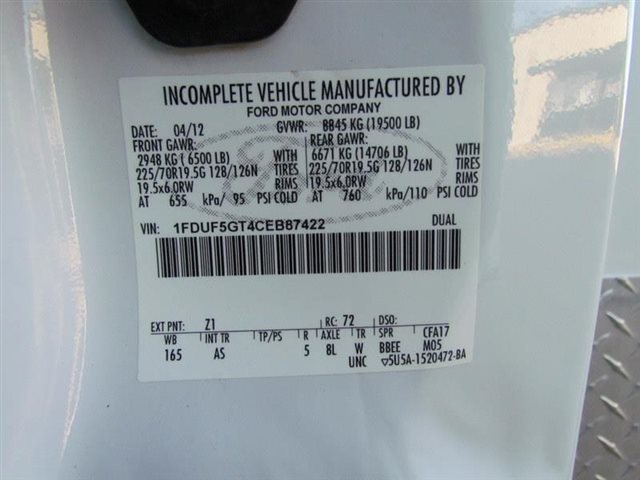 INCOMPLETE VEHICLE MANUFACTURED BY
FORD MOTOR COMPANY
DATE: 04/12 GVWR: 8845 KG (19500 LB)
FRONT GAWR: REAR GAWR:
2948 KG ( 6500 LB) WITH 6671 KG (14706 LB) WITH
225/70R19.5G 128/126N TIRES 225/70R19.5G 128/126N TIRES
19.5x6.0RW RIMS 19.5x6.0RW RIMS
AT 655 kPa/ 95 PSI COLD AT 760 kPa/110 PSI COLD
VIN: 1FDUF5GT4CEB87422 DUAL
EXT PNT: Z1 RC: 72 DSO:
WB INT TR TP/PS R AXLE TR SPR CFA17
165 AS 5 8L W BBEE M05
UNC ▽5U5A-1520472-BA